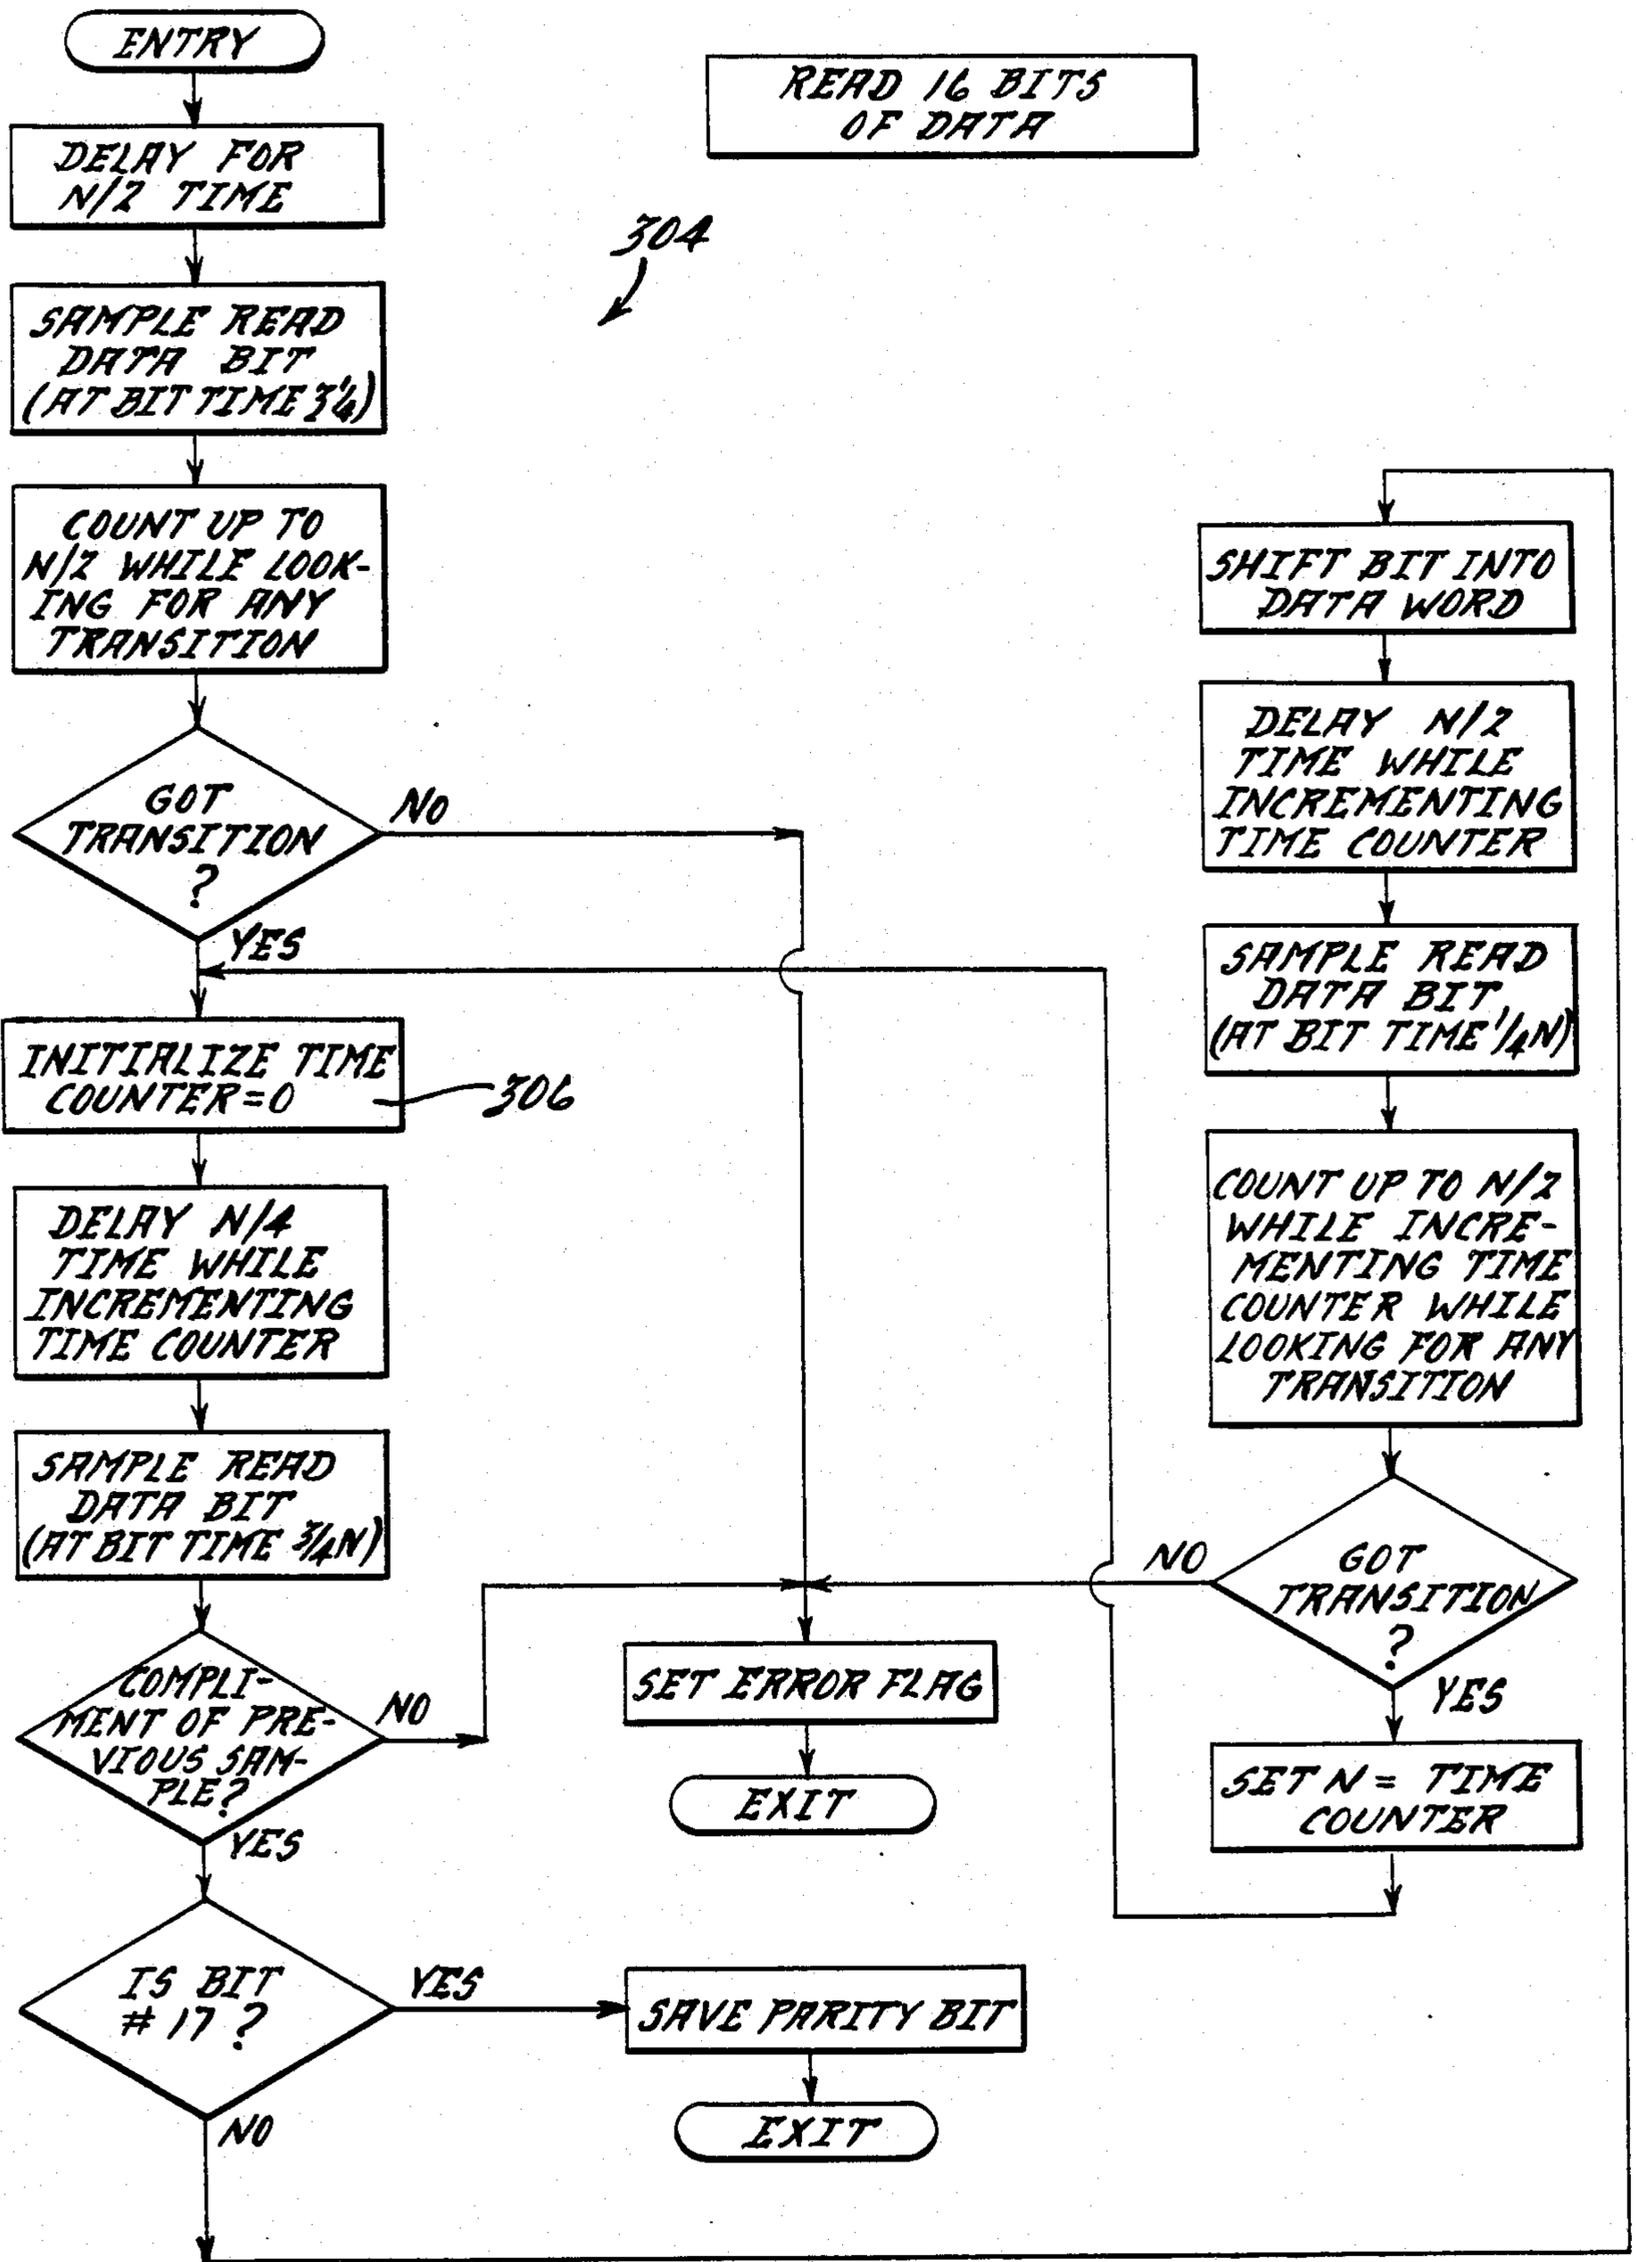 ENTRY
READ 16 BITS
OF DATA
DELAY FOR
N/2 TIME
304
SAMPLE READ
DATA BIT
(AT BIT TIME 3/4)
COUNT UP TO
N/2 WHILE LOOK-
ING FOR ANY
TRANSITION
GOT
TRANSITION
?
NO
YES
INITIALIZE TIME
COUNTER=0
306
DELAY N/4
TIME WHILE
INCREMENTING
TIME COUNTER
SAMPLE READ
DATA BIT
(AT BIT TIME 3/4N)
COMPLI-
MENT OF PRE-
VIOUS SAM-
PLE?
NO
YES
IS BIT
# 17 ?
YES
NO
SET ERROR FLAG
EXIT
SAVE PARITY BIT
EXIT
SHIFT BIT INTO
DATA WORD
DELAY N/2
TIME WHILE
INCREMENTING
TIME COUNTER
SAMPLE READ
DATA BIT
(AT BIT TIME 1/4N)
COUNT UP TO N/2
WHILE INCRE-
MENTING TIME
COUNTER WHILE
LOOKING FOR ANY
TRANSITION
GOT
TRANSITION
?
NO
YES
SET N = TIME
COUNTER